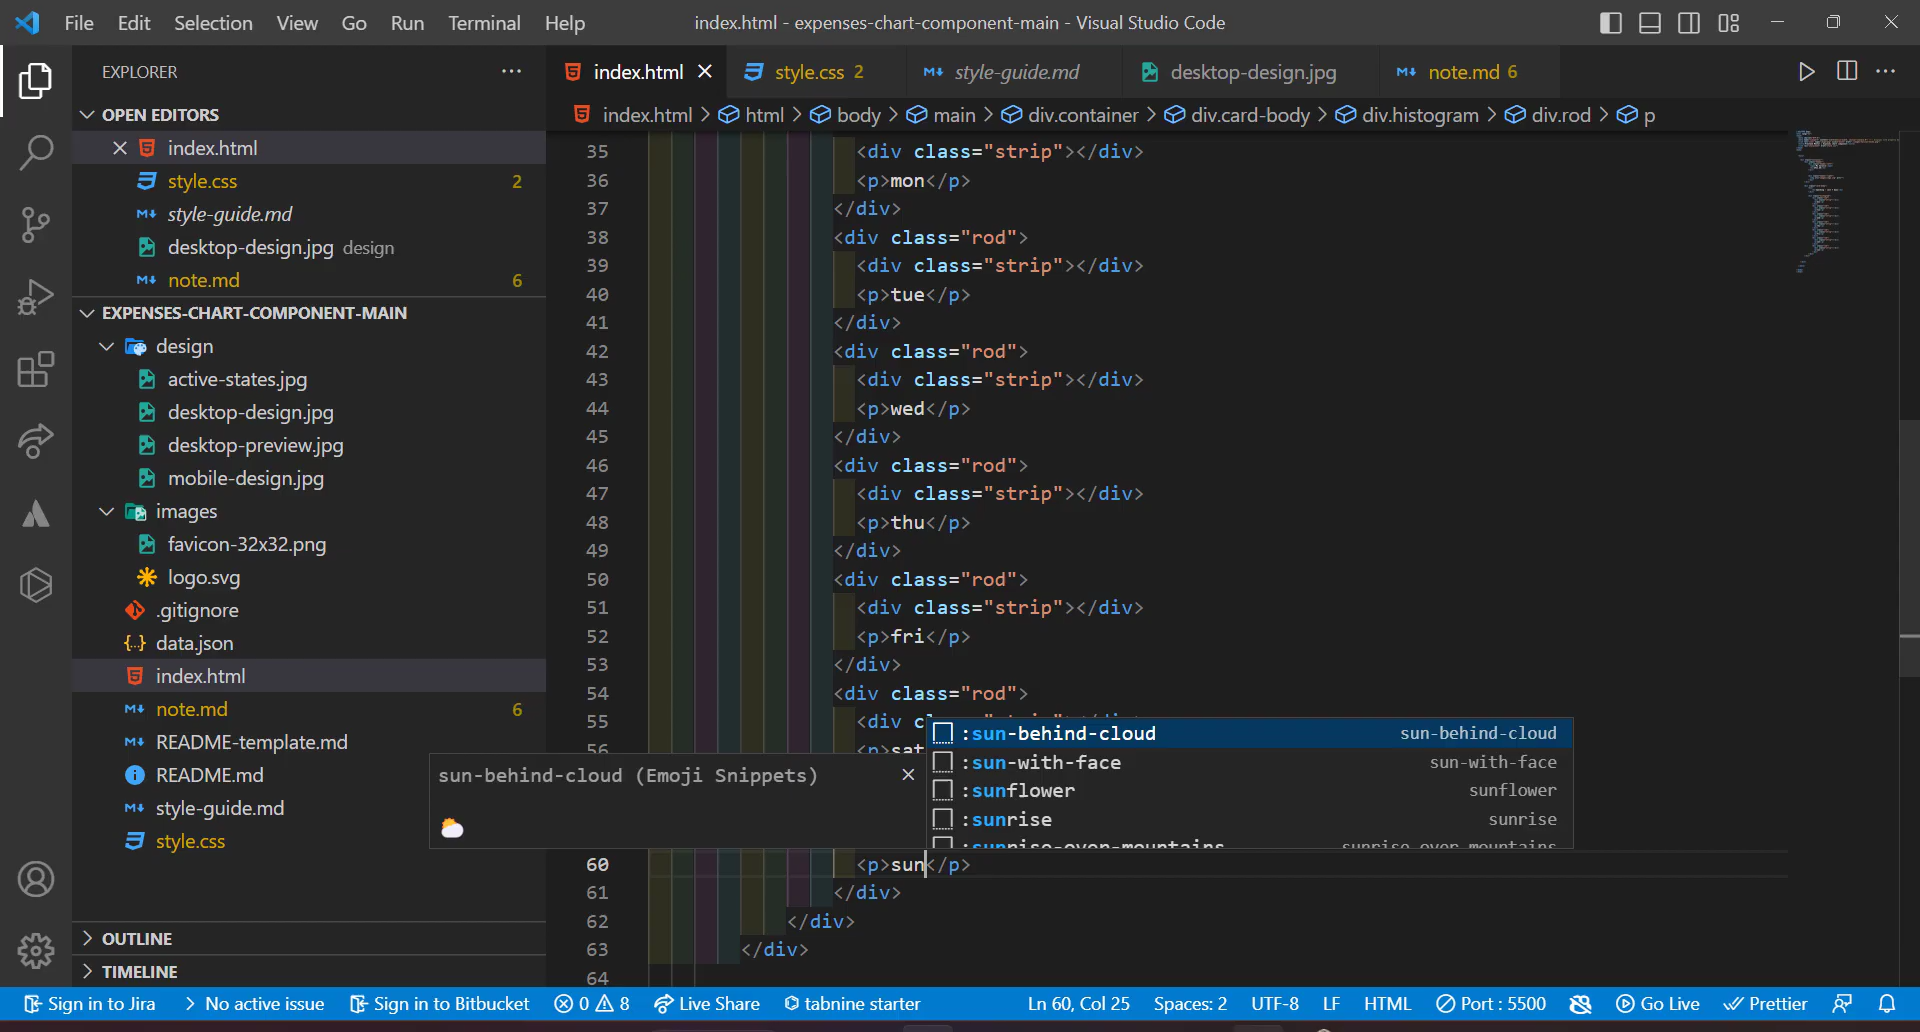 File Edit Selection View Go Run Terminal Help index.html - expenses-chart-component-main - Visual Studio Code
EXPLORER
OPEN EDITORS
index.html
style.css 2
style-guide.md
desktop-design.jpg design
note.md 6
EXPENSES-CHART-COMPONENT-MAIN
design
active-states.jpg
desktop-design.jpg
desktop-preview.jpg
mobile-design.jpg
images
favicon-32x32.png
logo.svg
.gitignore
data.json
index.html
note.md 6
README-template.md
README.md
style-guide.md
style.css
OUTLINE
TIMELINE
index.html style.css 2 style-guide.md desktop-design.jpg note.md 6
index.html > html > body > main > div.container > div.card-body > div.histogram > div.rod > p
35 <div class="strip"></div>
36 <p>mon</p>
37 </div>
38 <div class="rod">
39 <div class="strip"></div>
40 <p>tue</p>
41 </div>
42 <div class="rod">
43 <div class="strip"></div>
44 <p>wed</p>
45 </div>
46 <div class="rod">
47 <div class="strip"></div>
48 <p>thu</p>
49 </div>
50 <div class="rod">
51 <div class="strip"></div>
52 <p>fri</p>
53 </div>
54 <div class="rod">
55 <div c
56 <p>sat
:sun-behind-cloud sun-behind-cloud
:sun-with-face sun-with-face
:sunflower sunflower
:sunrise sunrise
:sunrise-over-mountains sunrise-over-mountains
sun-behind-cloud (Emoji Snippets)
60 <p>sun</p>
61 </div>
62 </div>
63 </div>
64
Sign in to Jira > No active issue Sign in to Bitbucket 0 8 Live Share tabnine starter Ln 60, Col 25 Spaces: 2 UTF-8 LF HTML Port : 5500 Go Live Prettier